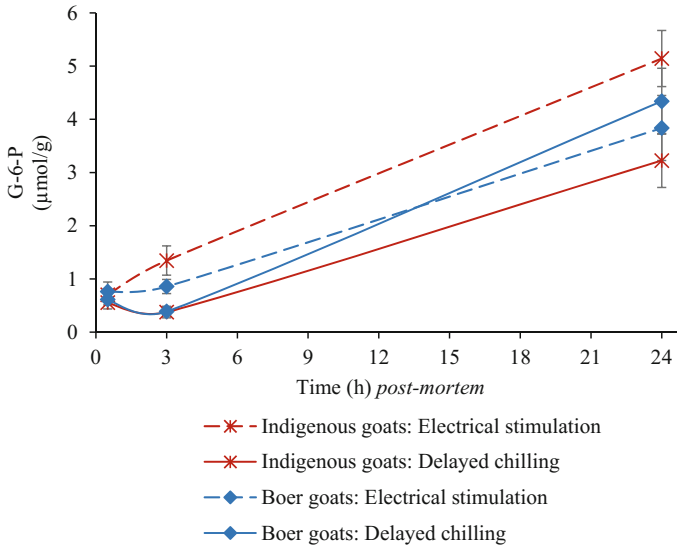 6
5
4
3
2
1
0
G-6-P
(µmol/g)
0 3 6 9 12 15 18 21 24
Time (h) post-mortem
Indigenous goats: Electrical stimulation
Indigenous goats: Delayed chilling
Boer goats: Electrical stimulation
Boer goats: Delayed chilling